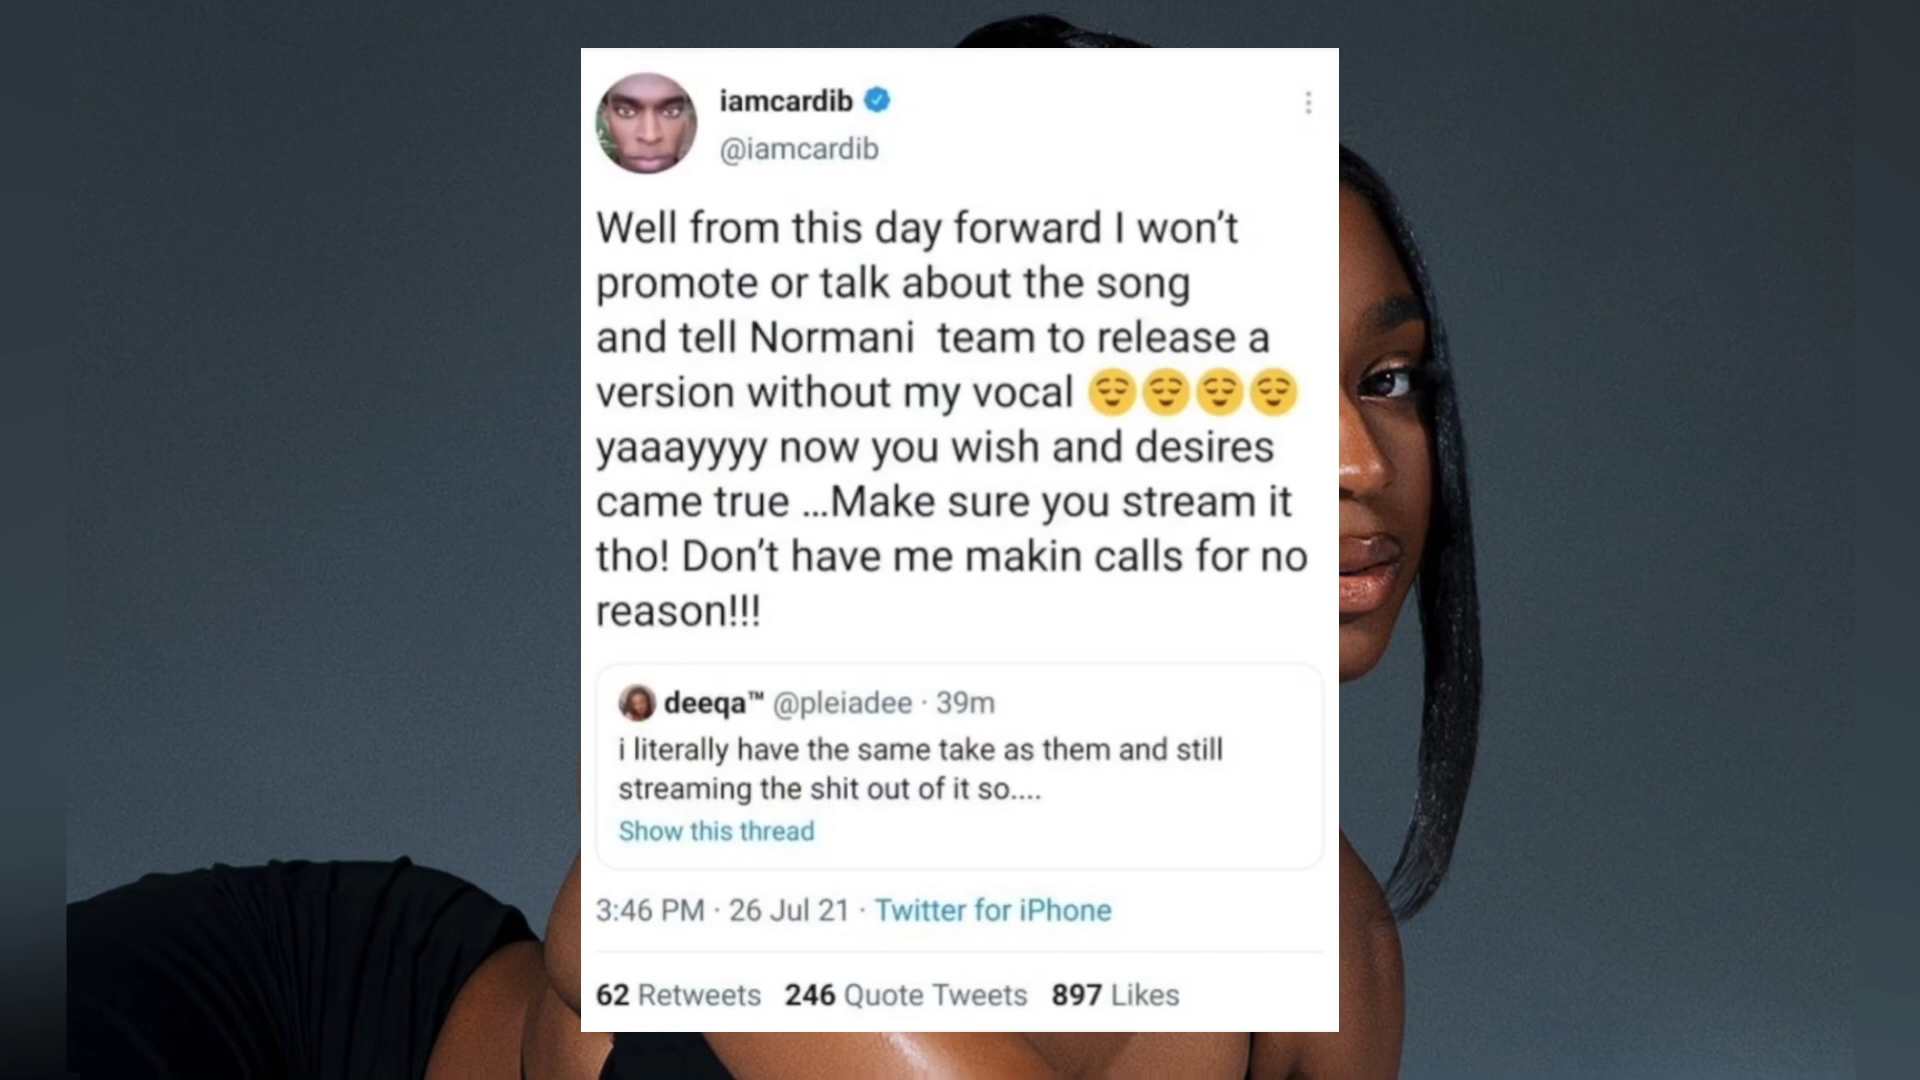 iamcardib
@iamcardib
Well from this day forward I won’t
promote or talk about the song
and tell Normani  team to release a
version without my vocal 😌😌😌😌
yaaayyyy now you wish and desires
came true ...Make sure you stream it
tho! Don’t have me makin calls for no
reason!!!
deeqa™ @pleiadee · 39m
i literally have the same take as them and still
streaming the shit out of it so....
Show this thread
3:46 PM · 26 Jul 21 · Twitter for iPhone
62 Retweets 246 Quote Tweets 897 Likes